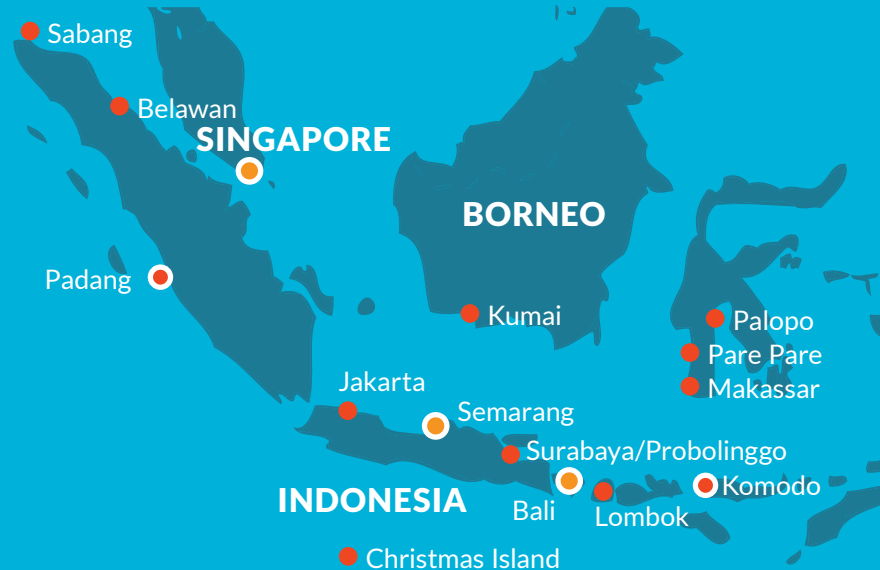 Sabang
Belawan
SINGAPORE
BORNEO
Padang
Kumai
Palopo
Pare Pare
Makassar
Jakarta
Semarang
Surabaya/Probolinggo
Komodo
INDONESIA
Bali
Lombok
Christmas Island